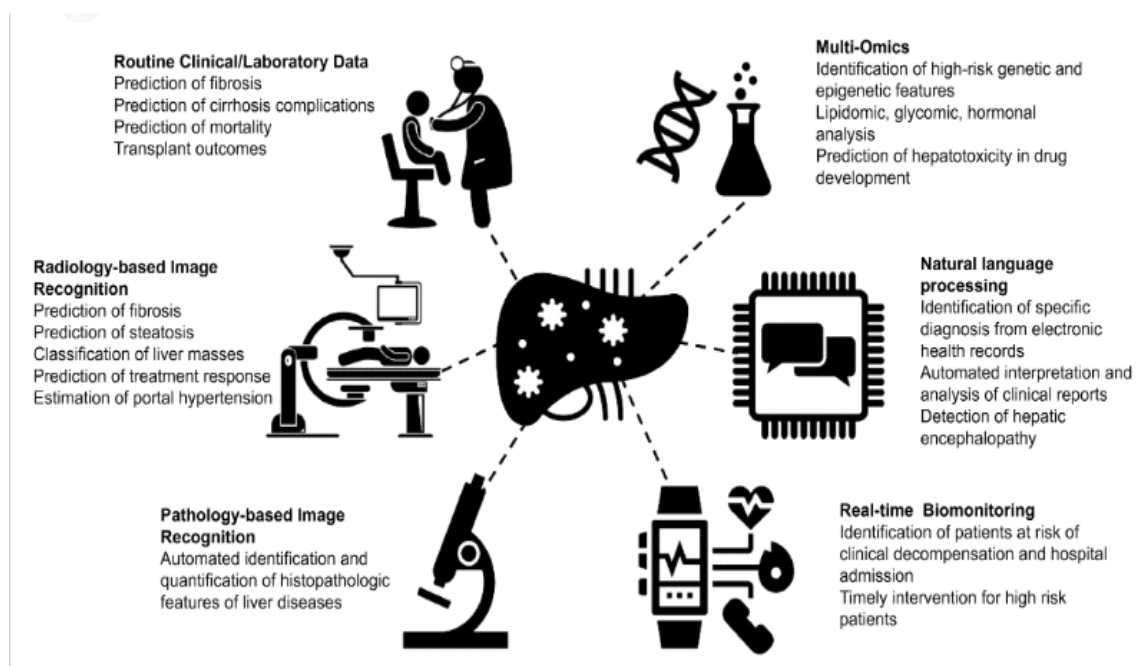 Routine Clinical/Laboratory Data
Prediction of fibrosis
Prediction of cirrhosis complications
Prediction of mortality
Transplant outcomes
Multi-Omics
Identification of high-risk genetic and
epigenetic features
Lipidomic, glycomic, hormonal
analysis
Prediction of hepatotoxicity in drug
development
Radiology-based Image
Recognition
Prediction of fibrosis
Prediction of steatosis
Classification of liver masses
Prediction of treatment response
Estimation of portal hypertension
Natural language
processing
Identification of specific
diagnosis from electronic
health records
Automated interpretation and
analysis of clinical reports
Detection of hepatic
encephalopathy
Pathology-based Image
Recognition
Automated identification and
quantification of histopathologic
features of liver diseases
Real-time Biomonitoring
Identification of patients at risk of
clinical decompensation and hospital
admission
Timely intervention for high risk
patients